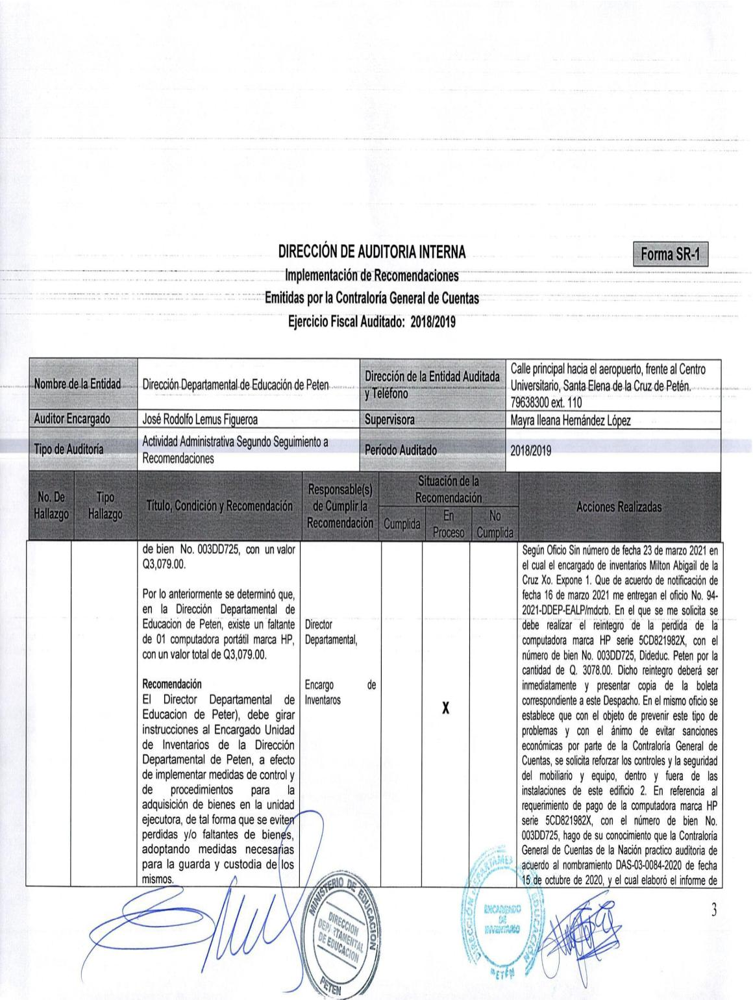 DIRECCIÓN DE AUDITORIA INTERNA
Forma SR-1
Implementación de Recomendaciones
Emitidas por la Contraloría General de Cuentas
Ejercicio Fiscal Auditado: 2018/2019
Nombre de la Entidad
Dirección Departamental de Educación de Peten
Dirección de la Entidad Auditada
y Teléfono
Calle principal hacia el aeropuerto, frente al Centro
Universitario, Santa Elena de la Cruz de Petén.
79638300 ext. 110
Auditor Encargado
José Rodolfo Lemus Figueroa
Supervisora
Mayra Ileana Hernández López
Tipo de Auditoría
Actividad Administrativa Segundo Seguimiento a
Recomendaciones
Período Auditado
2018/2019
No. De
Hallazgo
Tipo
Hallazgo
Título, Condición y Recomendación
Responsable(s)
de Cumplir la
Recomendación
Situación de la
Recomendación
Cumplida
En
Proceso
No
Cumplida
Acciones Realizadas
de bien No. 003DD725, con un valor
Q3,079.00.
Por lo anteriormente se determinó que,
en la Dirección Departamental de
Educacion de Peten, existe un faltante
de 01 computadora portátil marca HP,
con un valor total de Q3,079.00.
Recomendación
El Director Departamental de
Educacion de Peter), debe girar
instrucciones al Encargado Unidad
de Inventarios de la Dirección
Departamental de Peten, a efecto
de implementar medidas de control y
de procedimientos para la
adquisición de bienes en la unidad
ejecutora, de tal forma que se eviten
perdidas y/o faltantes de bienes,
adoptando medidas necesarias
para la guarda y custodia de los
mismos.
Director
Departamental,
Encargo de
Inventaros
X
Según Oficio Sin número de fecha 23 de marzo 2021 en
el cual el encargado de inventarios Milton Abigail de la
Cruz Xo. Expone 1. Que de acuerdo de notificación de
fecha 16 de marzo 2021 me entregan el oficio No. 94-
2021-DDEP-EALP/mdcrb. En el que se me solicita se
debe realizar el reintegro de la perdida de la
computadora marca HP serie 5CD821982X, con el
número de bien No. 003DD725, Dideduc. Peten por la
cantidad de Q. 3078.00. Dicho reintegro deberá ser
inmediatamente y presentar copia de la boleta
correspondiente a este Despacho. En el mismo oficio se
establece que con el objeto de prevenir este tipo de
problemas y con el ánimo de evitar sanciones
económicas por parte de la Contraloría General de
Cuentas, se solicita reforzar los controles y la seguridad
del mobiliario y equipo, dentro y fuera de las
instalaciones de este edificio 2. En referencia al
requerimiento de pago de la computadora marca HP
serie 5CD821982X, con el número de bien No.
003DD725, hago de su conocimiento que la Contraloría
General de Cuentas de la Nación practico auditoria de
acuerdo al nombramiento DAS-03-0084-2020 de fecha
15 de octubre de 2020, y el cual elaboró el informe de
MINISTERIO DE EDUCACION
DIRECCION
DEPARTAMENTAL
DE EDUCACION
PETEN
ENCARGADO
DE
INVENTARIO
PETÉN
3